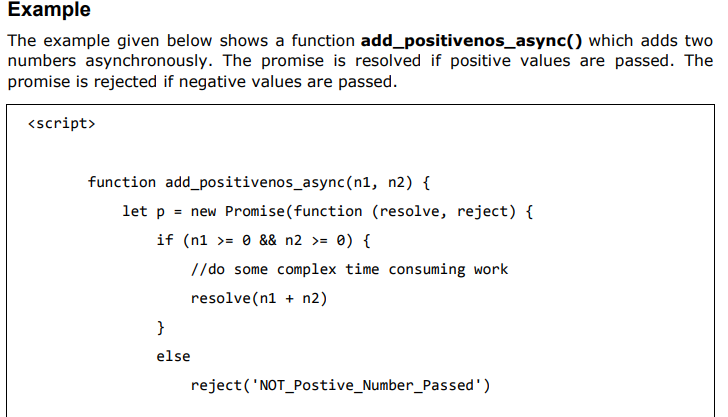 Example
The example given below shows a function add_positivenos_async() which adds two
numbers asynchronously. The promise is resolved if positive values are passed. The
promise is rejected if negative values are passed.
<script>
function add_positivenos_async(n1, n2) {
let p = new Promise(function (resolve, reject) {
if (n1 >= 0 && n2 >= 0) {
//do some complex time consuming work
resolve(n1 + n2)
}
else
reject('NOT_Postive_Number_Passed')